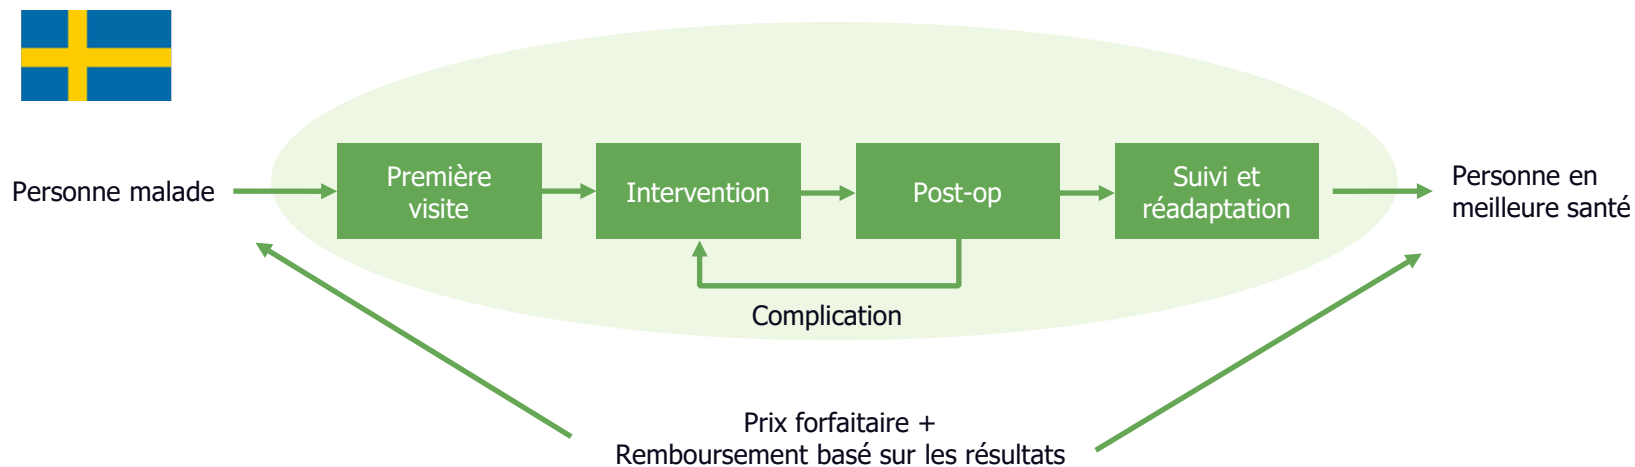 Personne malade
Première
visite
Intervention
Post-op
Suivi et
réadaptation
Personne en
meilleure santé
Complication
Prix forfaitaire +
Remboursement basé sur les résultats